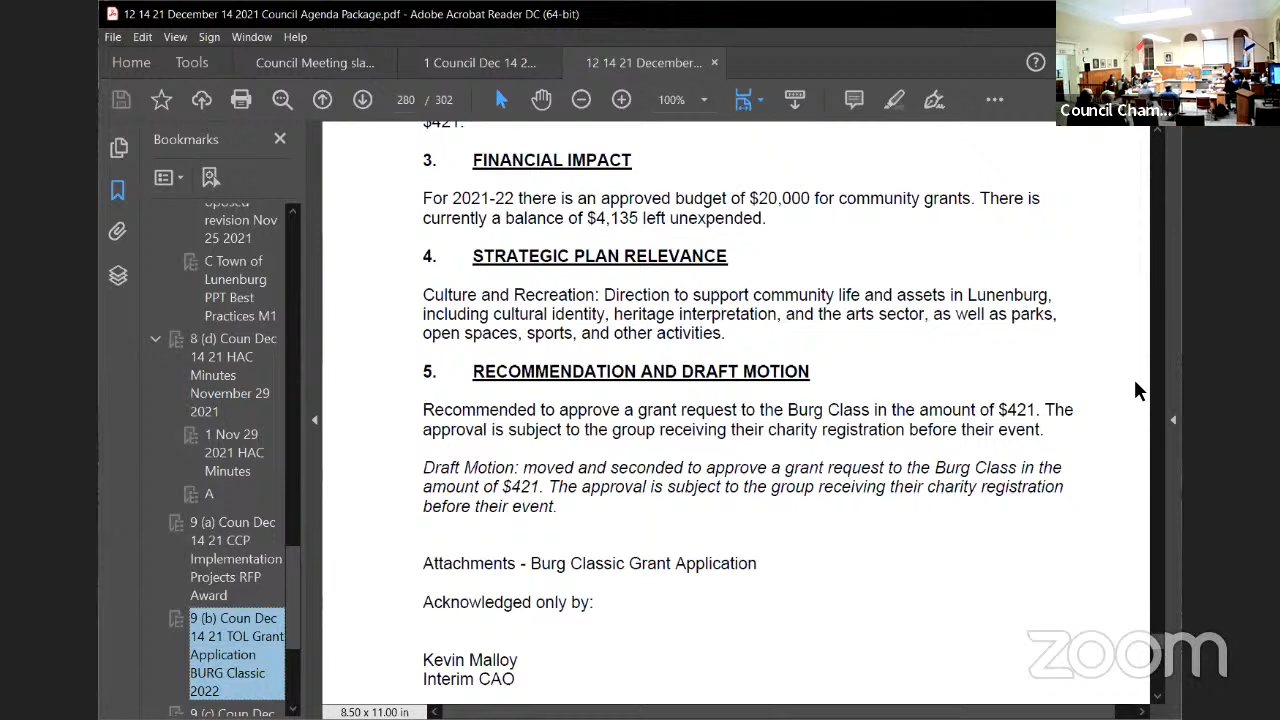 12 14 21 December 14 2021 Council Agenda Package.pdf - Adobe Acrobat Reader DC (64-bit)
File Edit View Sign Window Help
Home Tools Council Meeting sla... 1 Council Dec 14 2... 12 14 21 December... ×
280 / 302 100%
Council Cham...
Bookmarks
revision Nov
25 2021
C Town of
Lunenburg
PPT Best
Practices M1
8 (d) Coun Dec
14 21 HAC
Minutes
November 29
2021
1 Nov 29
2021 HAC
Minutes
A
9 (a) Coun Dec
14 21 CCP
Implementation
Projects RFP
Award
9 (b) Coun Dec
14 21 TOL Grant
Application
BURG Classic
2022
9 (c) Coun Dec
$421.
3. FINANCIAL IMPACT
For 2021-22 there is an approved budget of $20,000 for community grants. There is
currently a balance of $4,135 left unexpended.
4. STRATEGIC PLAN RELEVANCE
Culture and Recreation: Direction to support community life and assets in Lunenburg,
including cultural identity, heritage interpretation, and the arts sector, as well as parks,
open spaces, sports, and other activities.
5. RECOMMENDATION AND DRAFT MOTION
Recommended to approve a grant request to the Burg Class in the amount of $421. The
approval is subject to the group receiving their charity registration before their event.
Draft Motion: moved and seconded to approve a grant request to the Burg Class in the
amount of $421. The approval is subject to the group receiving their charity registration
before their event.
Attachments - Burg Classic Grant Application
Acknowledged only by:
Kevin Malloy
Interim CAO
8.50 x 11.00 in
zoom